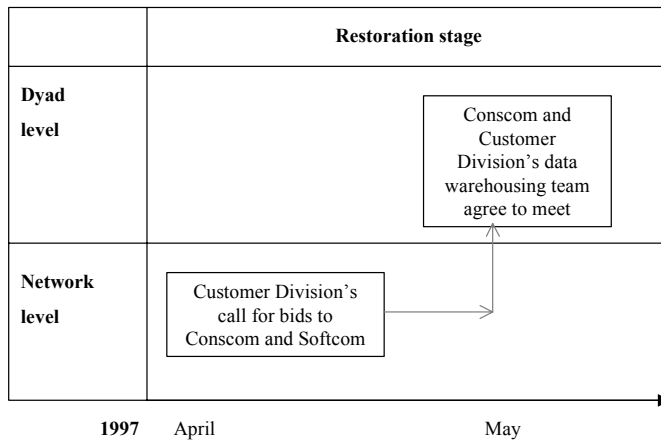 Restoration stage
Dyad
level
Conscom and
Customer
Division’s data
warehousing team
agree to meet
Network
level
Customer Division’s
call for bids to
Conscom and Softcom
1997 April May